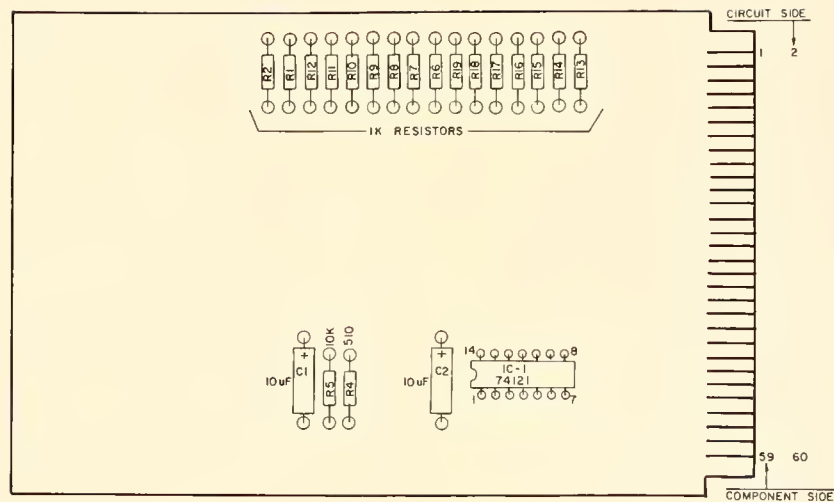 CIRCUIT SIDE
1 2
R2 R1 R12 R11 R10 R9 R8 R7 R6 R19 R18 R17 R16 R15 R14 R13
1K RESISTORS
10K 510
14 8
+ +
C1 C2 IC-1
10uF R5 R4 10uF 74121
1 7
59 60
COMPONENT SIDE